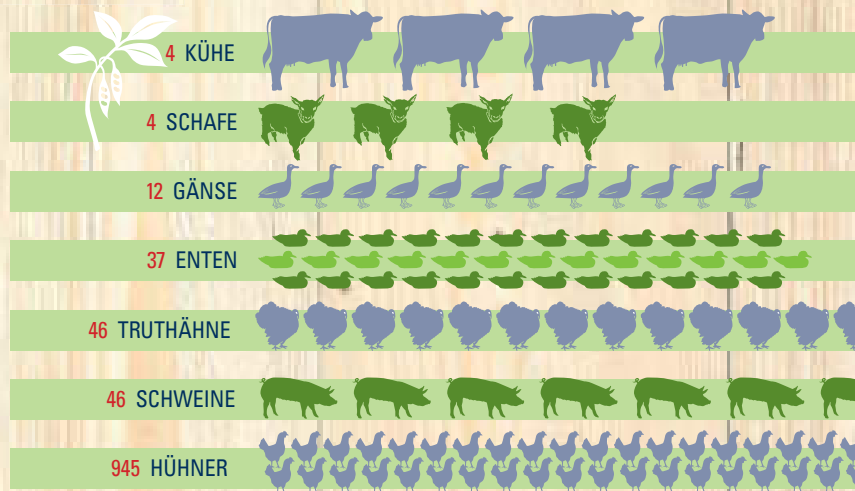 4 KÜHE
4 SCHAFE
12 GÄNSE
37 ENTEN
46 TRUTHÄHNE
46 SCHWEINE
945 HÜHNER